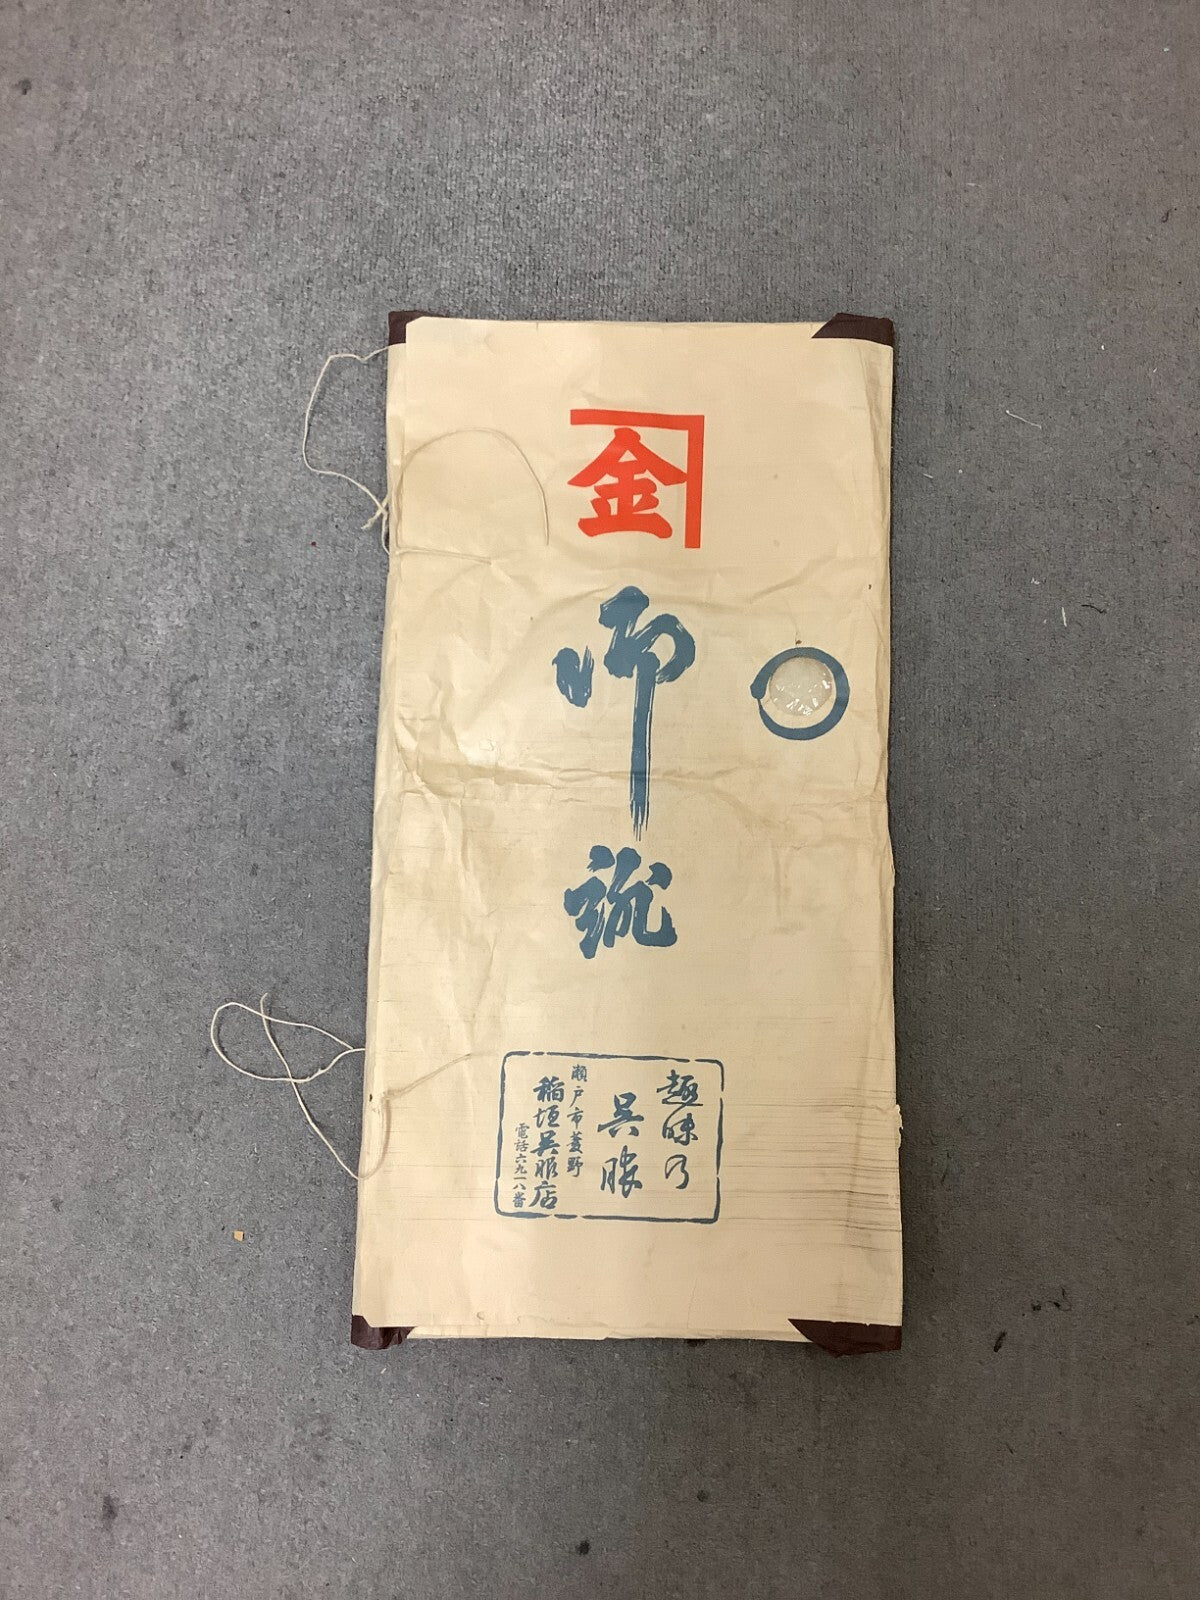 金
御誂
趣味乃
呉服
瀬戸市菱野
稲垣呉服店
電話六九一八番